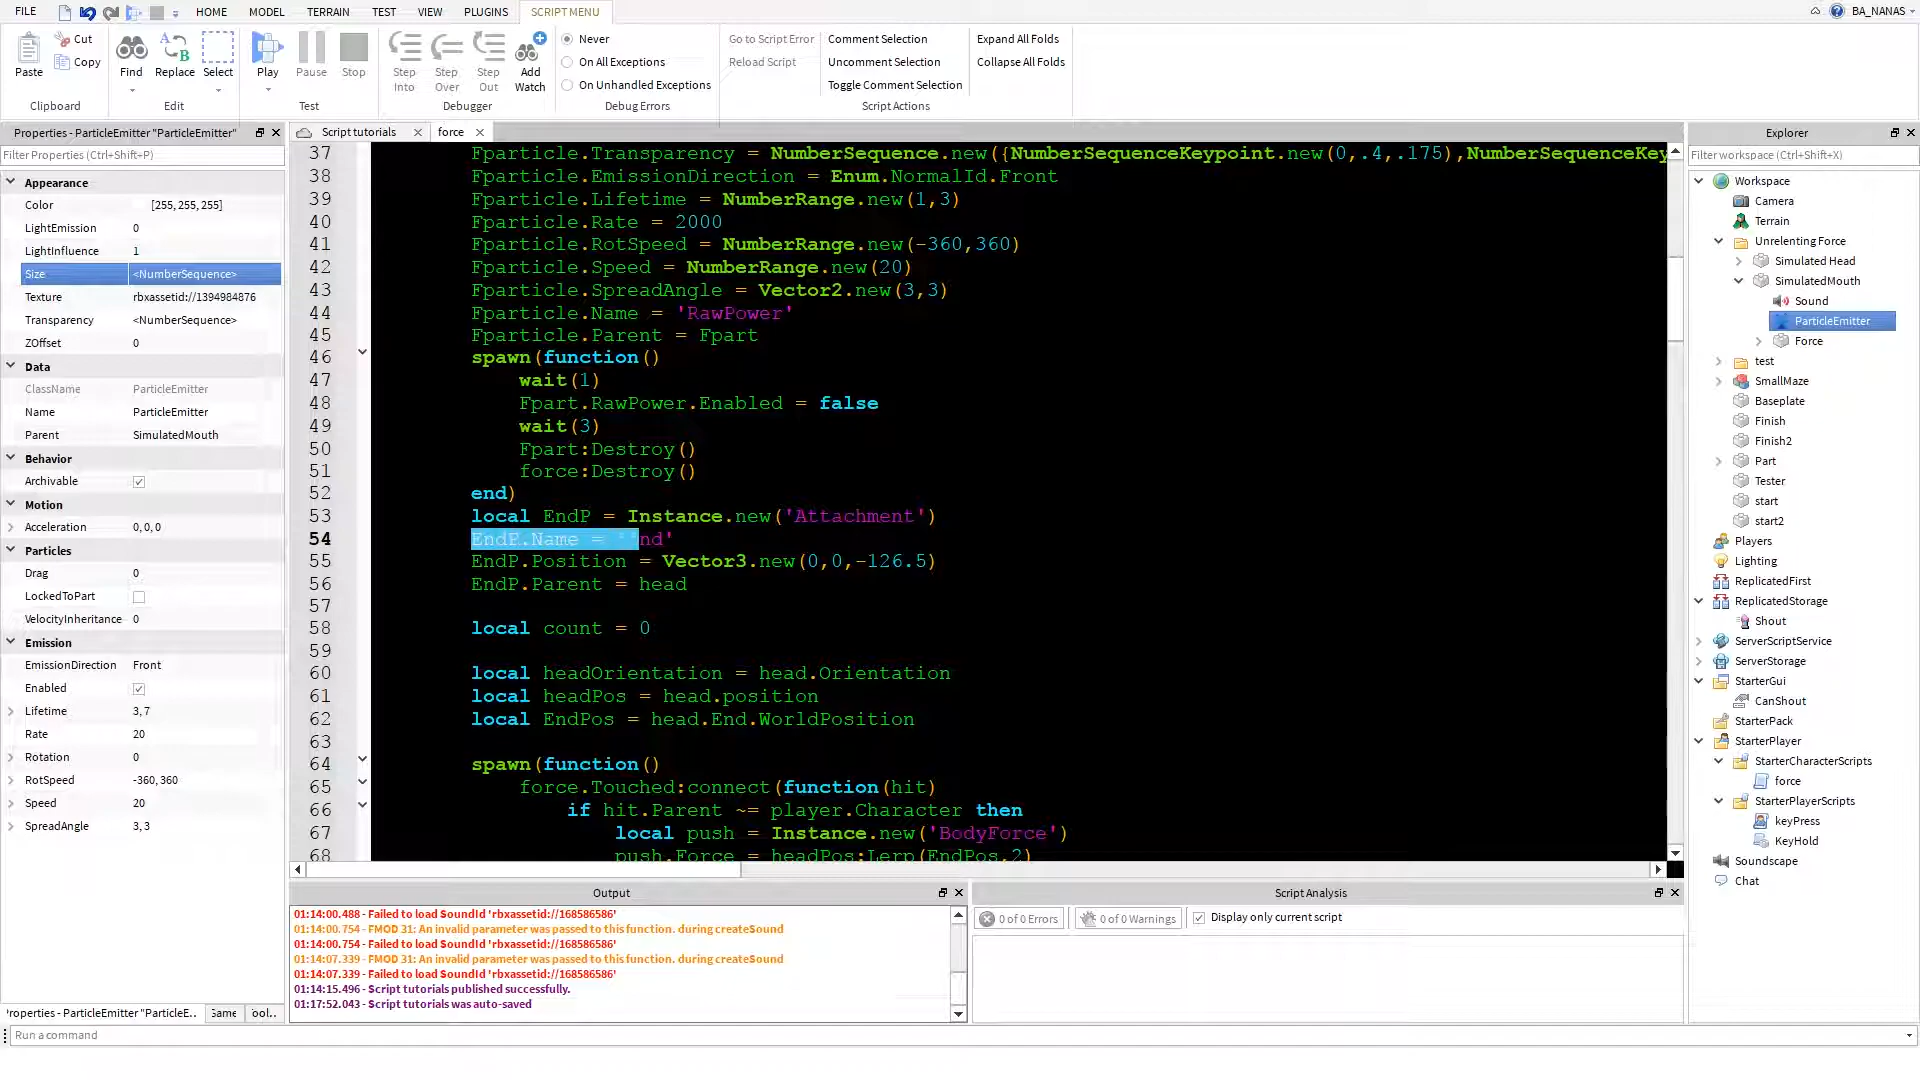 FILE HOME MODEL TERRAIN TEST VIEW PLUGINS SCRIPT MENU BA_NANAS
Paste Cut Copy Find Replace Select Play Pause Stop Step Into Step Over Step Out Add Watch
Never
On All Exceptions
On Unhandled Exceptions
Go to Script Error
Reload Script
Comment Selection
Uncomment Selection
Toggle Comment Selection
Expand All Folds
Collapse All Folds
Clipboard Edit Test Debugger Debug Errors Script Actions
Properties - ParticleEmitter "ParticleEmitter"
Filter Properties (Ctrl+Shift+P)
Appearance
Color [255, 255, 255]
LightEmission 0
LightInfluence 1
Size <NumberSequence>
Texture rbxassetid://1394984876
Transparency <NumberSequence>
ZOffset 0
Data
ClassName ParticleEmitter
Name ParticleEmitter
Parent SimulatedMouth
Behavior
Archivable
Motion
Acceleration 0, 0, 0
Particles
Drag 0
LockedToPart
VelocityInheritance 0
Emission
EmissionDirection Front
Enabled
Lifetime 3, 7
Rate 20
Rotation 0
RotSpeed -360, 360
Speed 20
SpreadAngle 3, 3
Script tutorials force
37 Fparticle.Transparency = NumberSequence.new({NumberSequenceKeypoint.new(0,.4,.175),NumberSequenceKey
38 Fparticle.EmissionDirection = Enum.NormalId.Front
39 Fparticle.Lifetime = NumberRange.new(1,3)
40 Fparticle.Rate = 2000
41 Fparticle.RotSpeed = NumberRange.new(-360,360)
42 Fparticle.Speed = NumberRange.new(20)
43 Fparticle.SpreadAngle = Vector2.new(3,3)
44 Fparticle.Name = 'RawPower'
45 Fparticle.Parent = Fpart
46 spawn(function()
47 wait(1)
48 Fpart.RawPower.Enabled = false
49 wait(3)
50 Fpart:Destroy()
51 force:Destroy()
52 end)
53 local EndP = Instance.new('Attachment')
54 EndP.Name = 'End'
55 EndP.Position = Vector3.new(0,0,-126.5)
56 EndP.Parent = head
57
58 local count = 0
59
60 local headOrientation = head.Orientation
61 local headPos = head.position
62 local EndPos = head.End.WorldPosition
63
64 spawn(function()
65 force.Touched:connect(function(hit)
66 if hit.Parent ~= player.Character then
67 local push = Instance.new('BodyForce')
68 push.Force = headPos:Lerp(EndPos,2)
Output
01:14:00.488 - Failed to load SoundId 'rbxassetid://168586586'
01:14:00.754 - FMOD 31: An invalid parameter was passed to this function. during createSound
01:14:00.754 - Failed to load SoundId 'rbxassetid://168586586'
01:14:07.339 - FMOD 31: An invalid parameter was passed to this function. during createSound
01:14:07.339 - Failed to load SoundId 'rbxassetid://168586586'
01:14:15.496 - Script tutorials published successfully.
01:17:52.043 - Script tutorials was auto-saved
Script Analysis
0 of 0 Errors 0 of 0 Warnings Display only current script
Explorer
Filter workspace (Ctrl+Shift+X)
Workspace
Camera
Terrain
Unrelenting Force
Simulated Head
SimulatedMouth
Sound
ParticleEmitter
Force
test
SmallMaze
Baseplate
Finish
Finish2
Part
Tester
start
start2
Players
Lighting
ReplicatedFirst
ReplicatedStorage
Shout
ServerScriptService
ServerStorage
StarterGui
CanShout
StarterPack
StarterPlayer
StarterCharacterScripts
force
StarterPlayerScripts
keyPress
KeyHold
Soundscape
Chat
roperties - ParticleEmitter "ParticleE.. Game ool..
Run a command